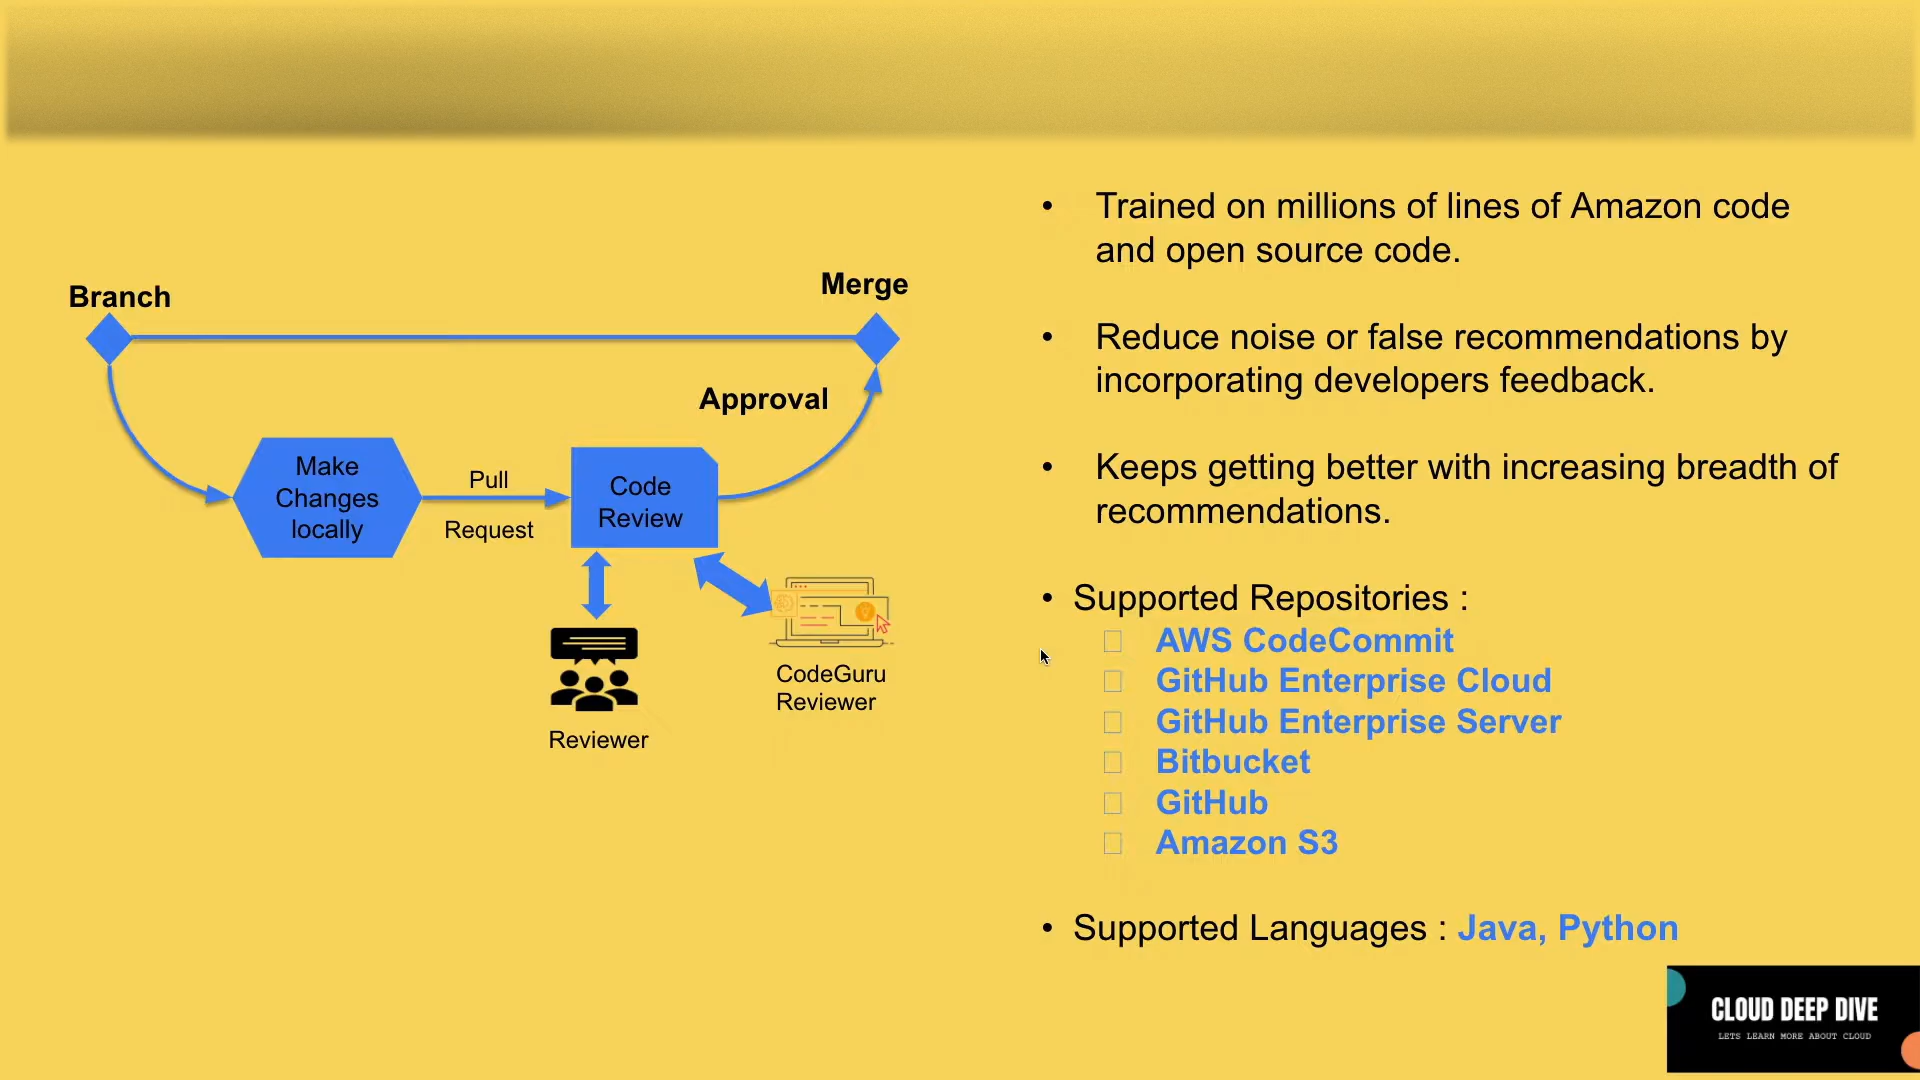 Branch
Merge
Approval
Make
Changes
locally
Pull
Request
Code
Review
Reviewer
CodeGuru
Reviewer
• Trained on millions of lines of Amazon code
and open source code.
• Reduce noise or false recommendations by
incorporating developers feedback.
• Keeps getting better with increasing breadth of
recommendations.
• Supported Repositories :
AWS CodeCommit
GitHub Enterprise Cloud
GitHub Enterprise Server
Bitbucket
GitHub
Amazon S3
• Supported Languages : Java, Python
CLOUD DEEP DIVE
LETS LEARN MORE ABOUT CLOUD